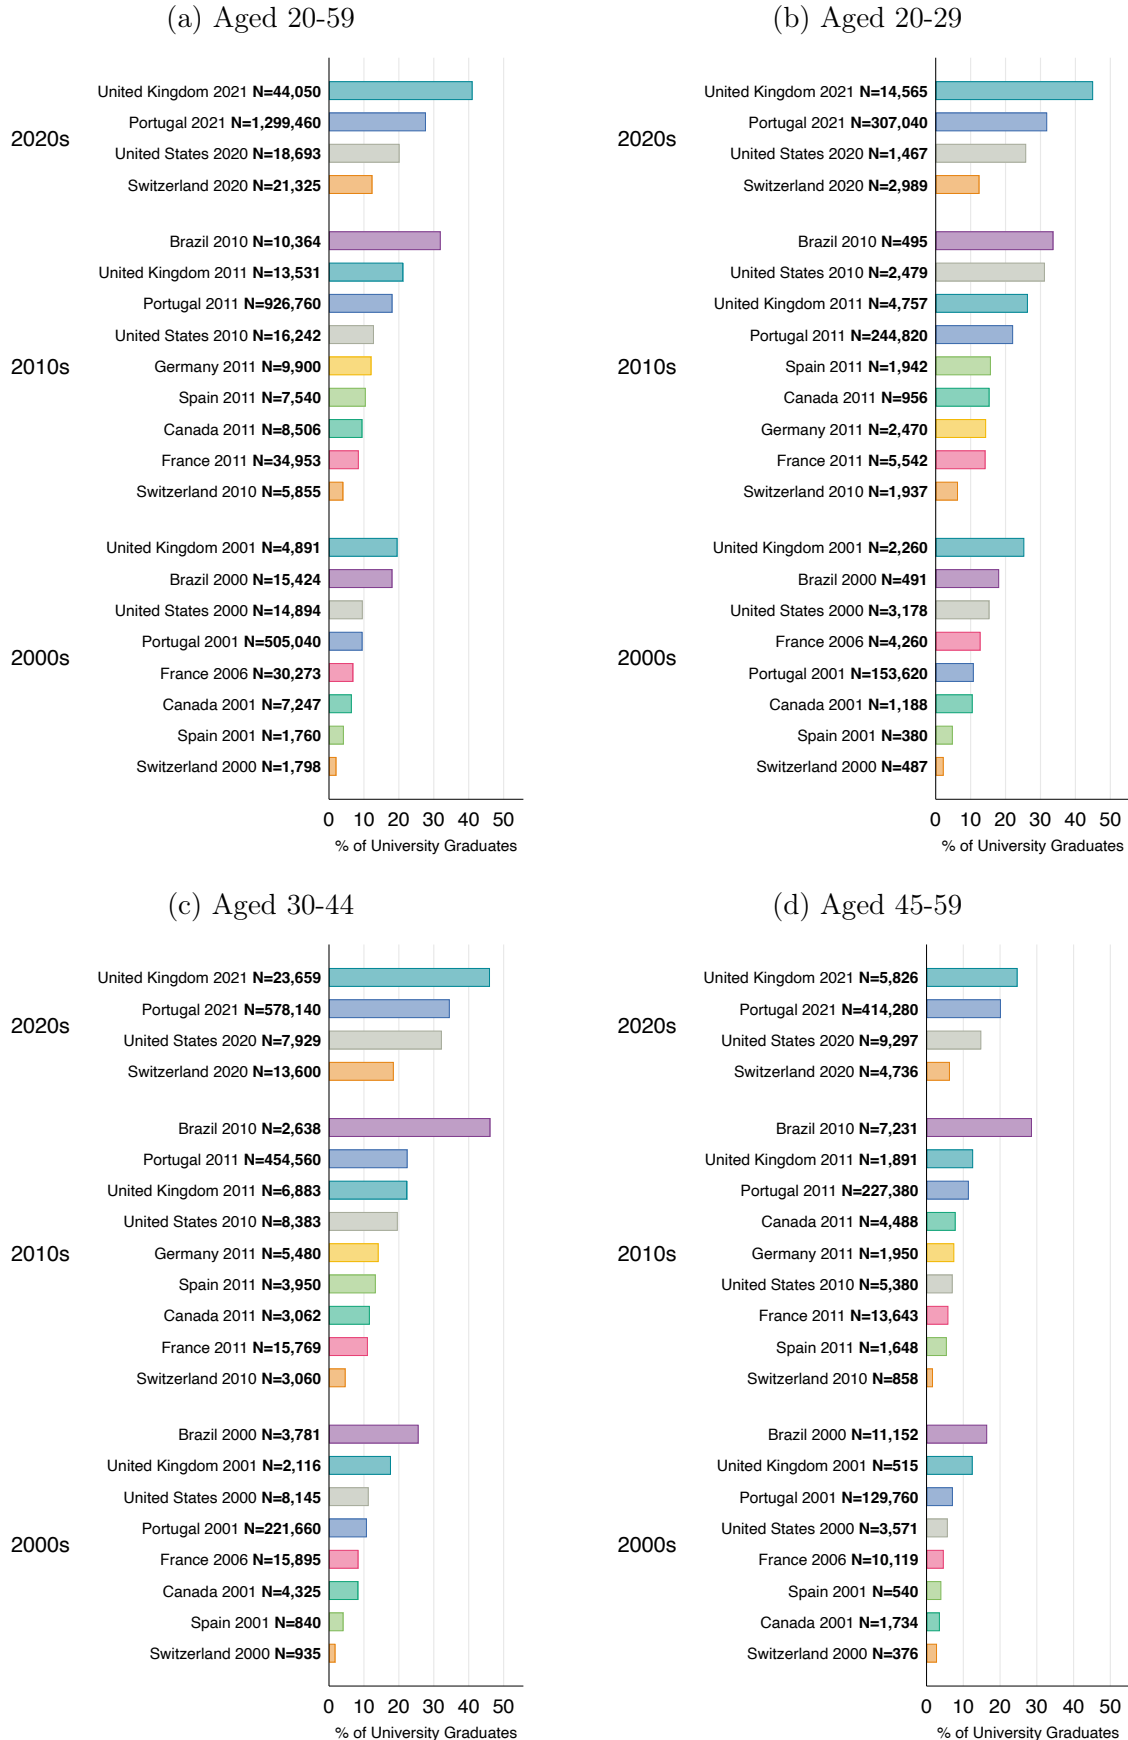 (a) Aged 20-59
2020s
United Kingdom 2021 N=44,050
Portugal 2021 N=1,299,460
United States 2020 N=18,693
Switzerland 2020 N=21,325
2010s
Brazil 2010 N=10,364
United Kingdom 2011 N=13,531
Portugal 2011 N=926,760
United States 2010 N=16,242
Germany 2011 N=9,900
Spain 2011 N=7,540
Canada 2011 N=8,506
France 2011 N=34,953
Switzerland 2010 N=5,855
2000s
United Kingdom 2001 N=4,891
Brazil 2000 N=15,424
United States 2000 N=14,894
Portugal 2001 N=505,040
France 2006 N=30,273
Canada 2001 N=7,247
Spain 2001 N=1,760
Switzerland 2000 N=1,798
0 10 20 30 40 50
% of University Graduates
(b) Aged 20-29
2020s
United Kingdom 2021 N=14,565
Portugal 2021 N=307,040
United States 2020 N=1,467
Switzerland 2020 N=2,989
2010s
Brazil 2010 N=495
United States 2010 N=2,479
United Kingdom 2011 N=4,757
Portugal 2011 N=244,820
Spain 2011 N=1,942
Canada 2011 N=956
Germany 2011 N=2,470
France 2011 N=5,542
Switzerland 2010 N=1,937
2000s
United Kingdom 2001 N=2,260
Brazil 2000 N=491
United States 2000 N=3,178
France 2006 N=4,260
Portugal 2001 N=153,620
Canada 2001 N=1,188
Spain 2001 N=380
Switzerland 2000 N=487
0 10 20 30 40 50
% of University Graduates
(c) Aged 30-44
2020s
United Kingdom 2021 N=23,659
Portugal 2021 N=578,140
United States 2020 N=7,929
Switzerland 2020 N=13,600
2010s
Brazil 2010 N=2,638
Portugal 2011 N=454,560
United Kingdom 2011 N=6,883
United States 2010 N=8,383
Germany 2011 N=5,480
Spain 2011 N=3,950
Canada 2011 N=3,062
France 2011 N=15,769
Switzerland 2010 N=3,060
2000s
Brazil 2000 N=3,781
United Kingdom 2001 N=2,116
United States 2000 N=8,145
Portugal 2001 N=221,660
France 2006 N=15,895
Canada 2001 N=4,325
Spain 2001 N=840
Switzerland 2000 N=935
0 10 20 30 40 50
% of University Graduates
(d) Aged 45-59
2020s
United Kingdom 2021 N=5,826
Portugal 2021 N=414,280
United States 2020 N=9,297
Switzerland 2020 N=4,736
2010s
Brazil 2010 N=7,231
United Kingdom 2011 N=1,891
Portugal 2011 N=227,380
Canada 2011 N=4,488
Germany 2011 N=1,950
United States 2010 N=5,380
France 2011 N=13,643
Spain 2011 N=1,648
Switzerland 2010 N=858
2000s
Brazil 2000 N=11,152
United Kingdom 2001 N=515
Portugal 2001 N=129,760
United States 2000 N=3,571
France 2006 N=10,119
Spain 2001 N=540
Canada 2001 N=1,734
Switzerland 2000 N=376
0 10 20 30 40 50
% of University Graduates